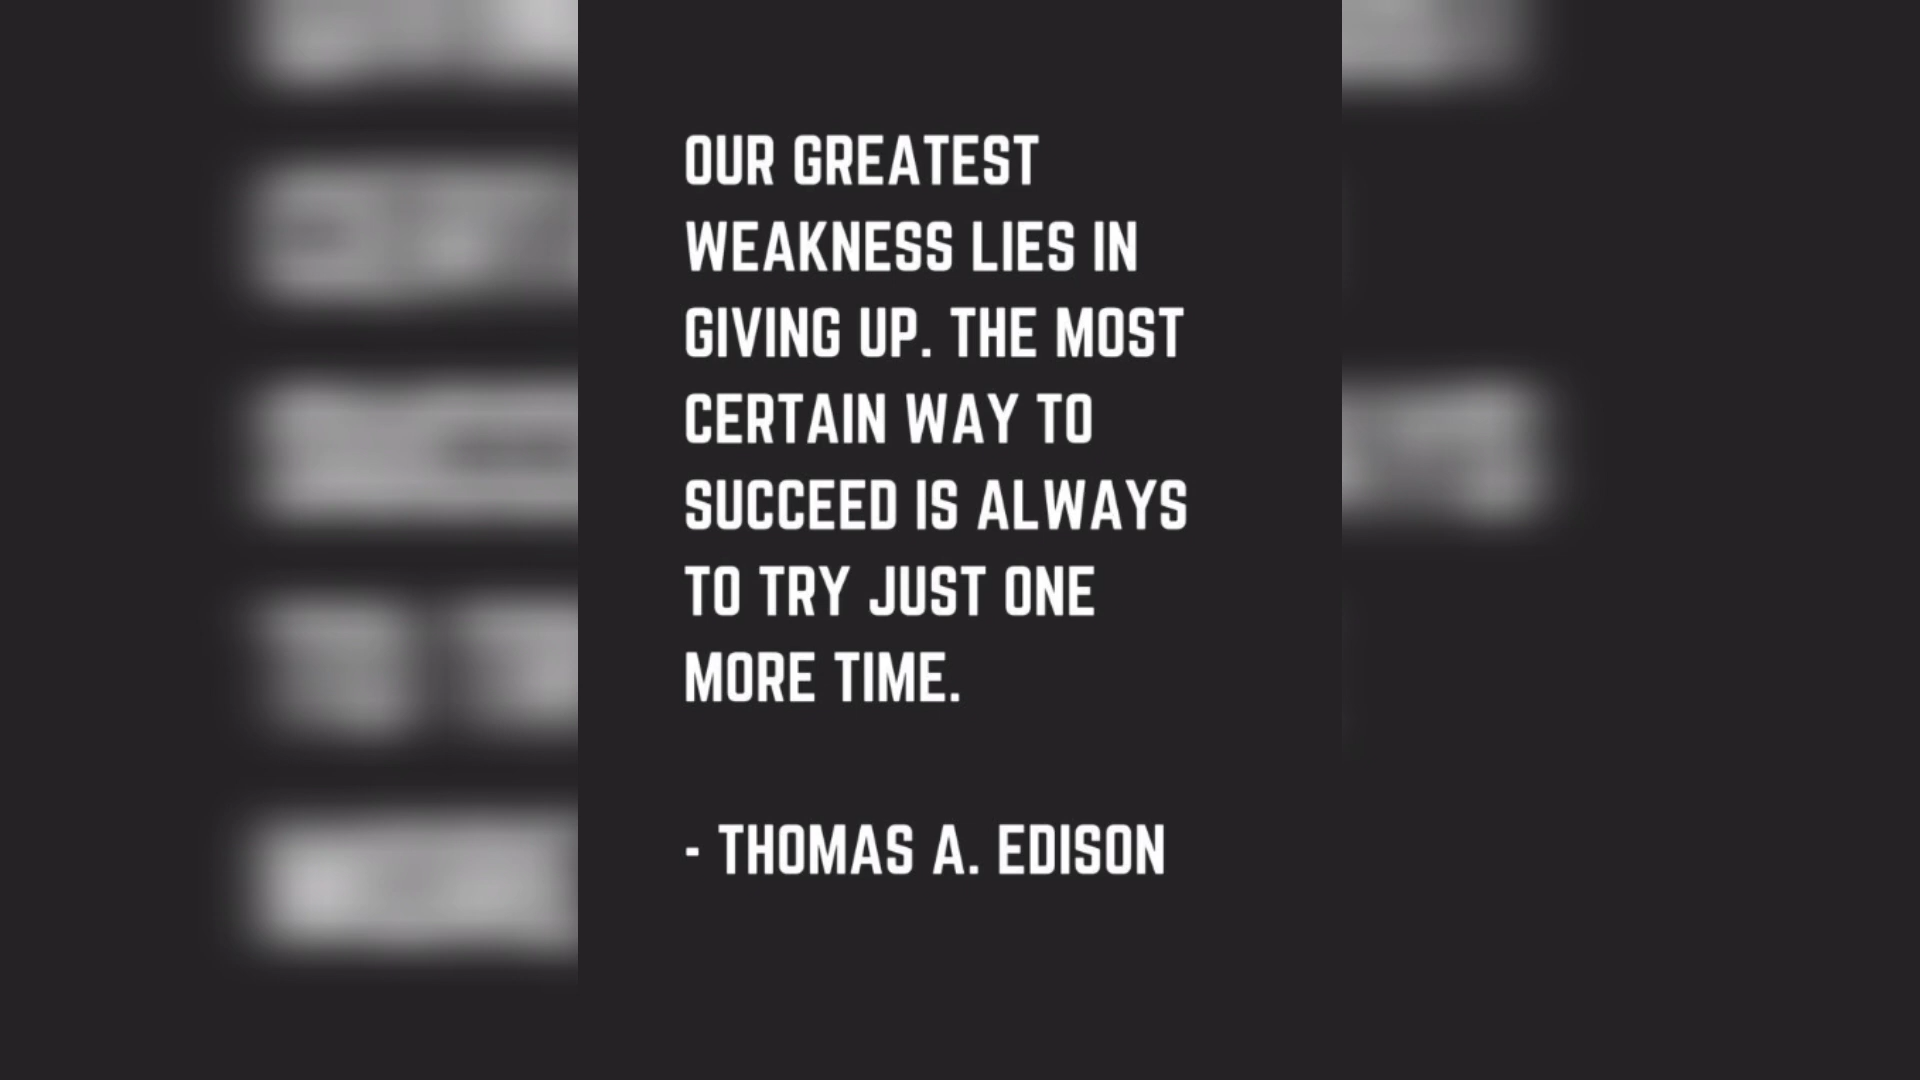 OUR GREATEST
WEAKNESS LIES IN
GIVING UP. THE MOST
CERTAIN WAY TO
SUCCEED IS ALWAYS
TO TRY JUST ONE
MORE TIME.
- THOMAS A. EDISON